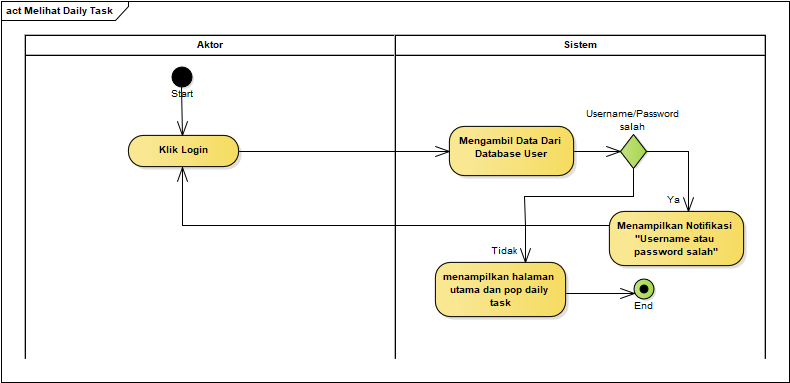 act Melihat Daily Task
Aktor
Sistem
Start
Klik Login
Mengambil Data Dari
Database User
Username/Password
salah
Ya
Menampilkan Notifikasi
"Username atau
password salah"
Tidak
menampilkan halaman
utama dan pop daily
task
End